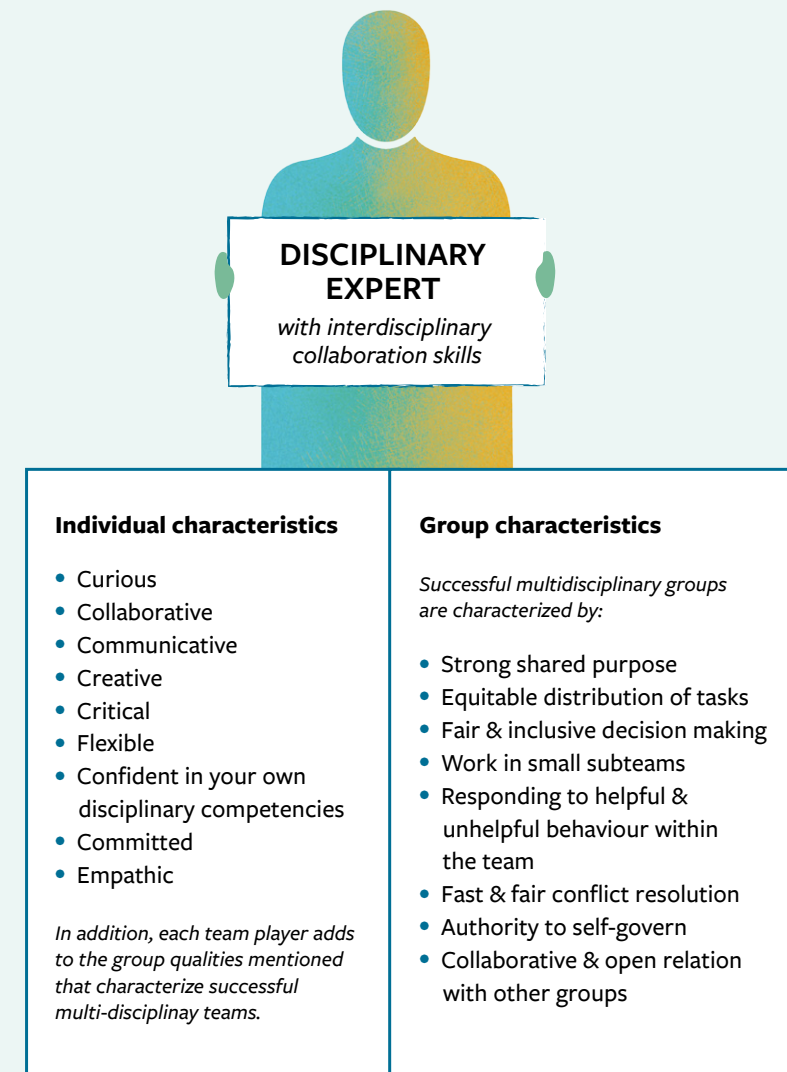 DISCIPLINARY
EXPERT
with interdisciplinary
collaboration skills
Individual characteristics
• Curious
• Collaborative
• Communicative
• Creative
• Critical
• Flexible
• Confident in your own
disciplinary competencies
• Committed
• Empathic
In addition, each team player adds
to the group qualities mentioned
that characterize successful
multi-disciplinay teams.
Group characteristics
Successful multidisciplinary groups
are characterized by:
• Strong shared purpose
• Equitable distribution of tasks
• Fair & inclusive decision making
• Work in small subteams
• Responding to helpful &
unhelpful behaviour within
the team
• Fast & fair conflict resolution
• Authority to self-govern
• Collaborative & open relation
with other groups